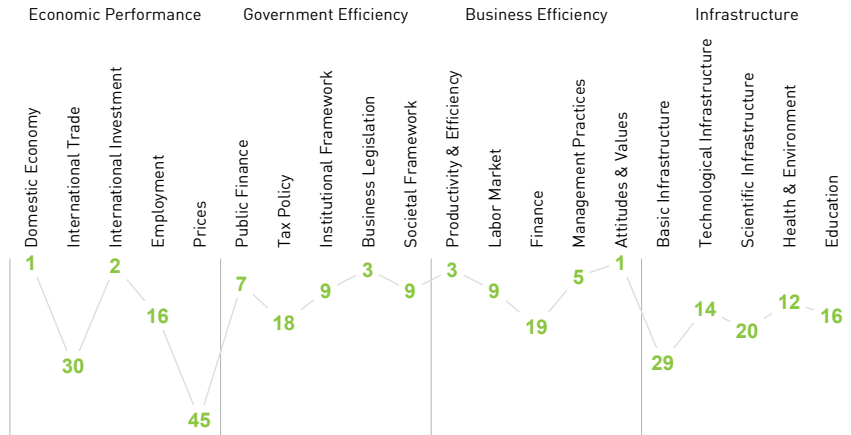 Economic Performance
Government Efficiency
Business Efficiency
Infrastructure
Domestic Economy
International Trade
International Investment
Employment
Prices
Public Finance
Tax Policy
Institutional Framework
Business Legislation
Societal Framework
Productivity & Efficiency
Labor Market
Finance
Management Practices
Attitudes & Values
Basic Infrastructure
Technological Infrastructure
Scientific Infrastructure
Health & Environment
Education
1
30
2
16
45
7
18
9
3
9
3
9
19
5
1
29
14
20
12
16